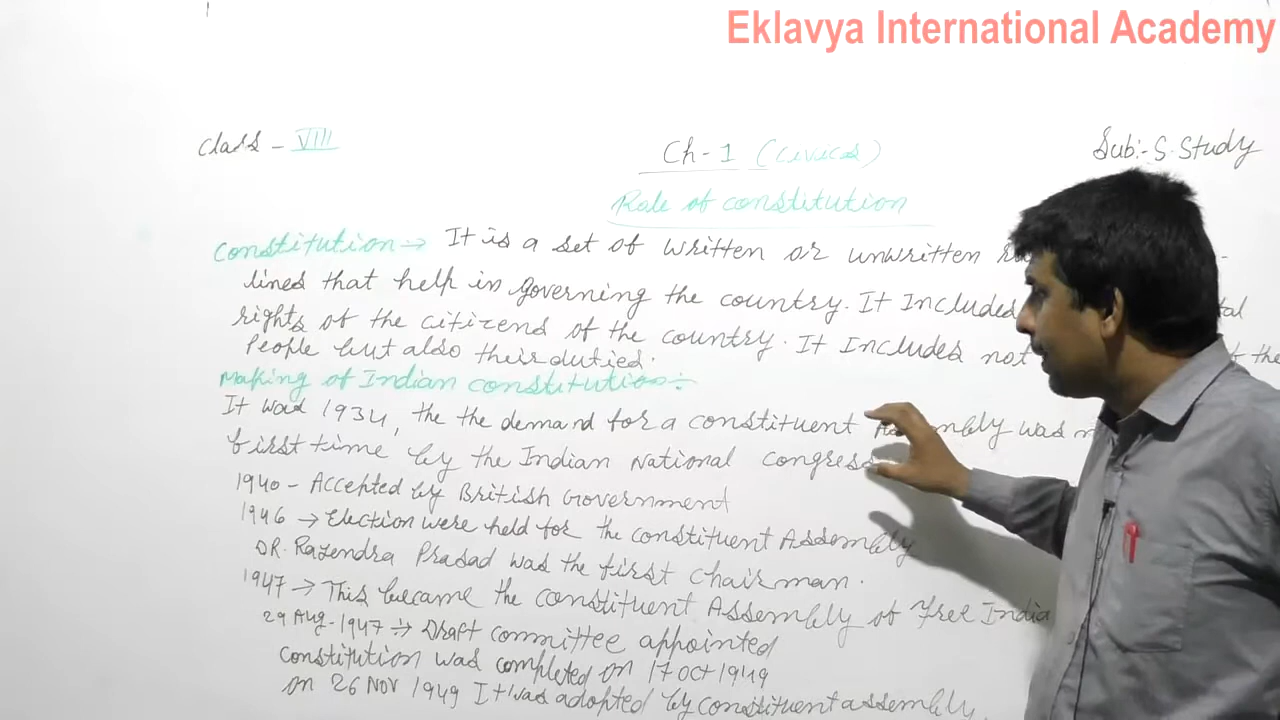 Eklavya International Academy
Class - VIII
Ch-1 (civics)
Sub:- S. Study
Role of constitution
Constitution → It is a set of written or unwritten
lines that help in governing the country. It Includes
rights of the citizens of the country. It Includes not of the
People but also their duties.
Making of Indian constitution:-
It was 1934, the the demand for a constituent Assembly was
first time by the Indian National congress
1940 - Accepted by British Government
1946 → Election were held for the constituent Assembly
DR. Rajendra Prasad was the first chairman.
1947 → This became the constituent Assembly of Free India
29 Aug - 1947 → Draft committee appointed
constitution was completed on 17 Oct 1949
on 26 Nov 1949 It was adopted by constituent assembly.